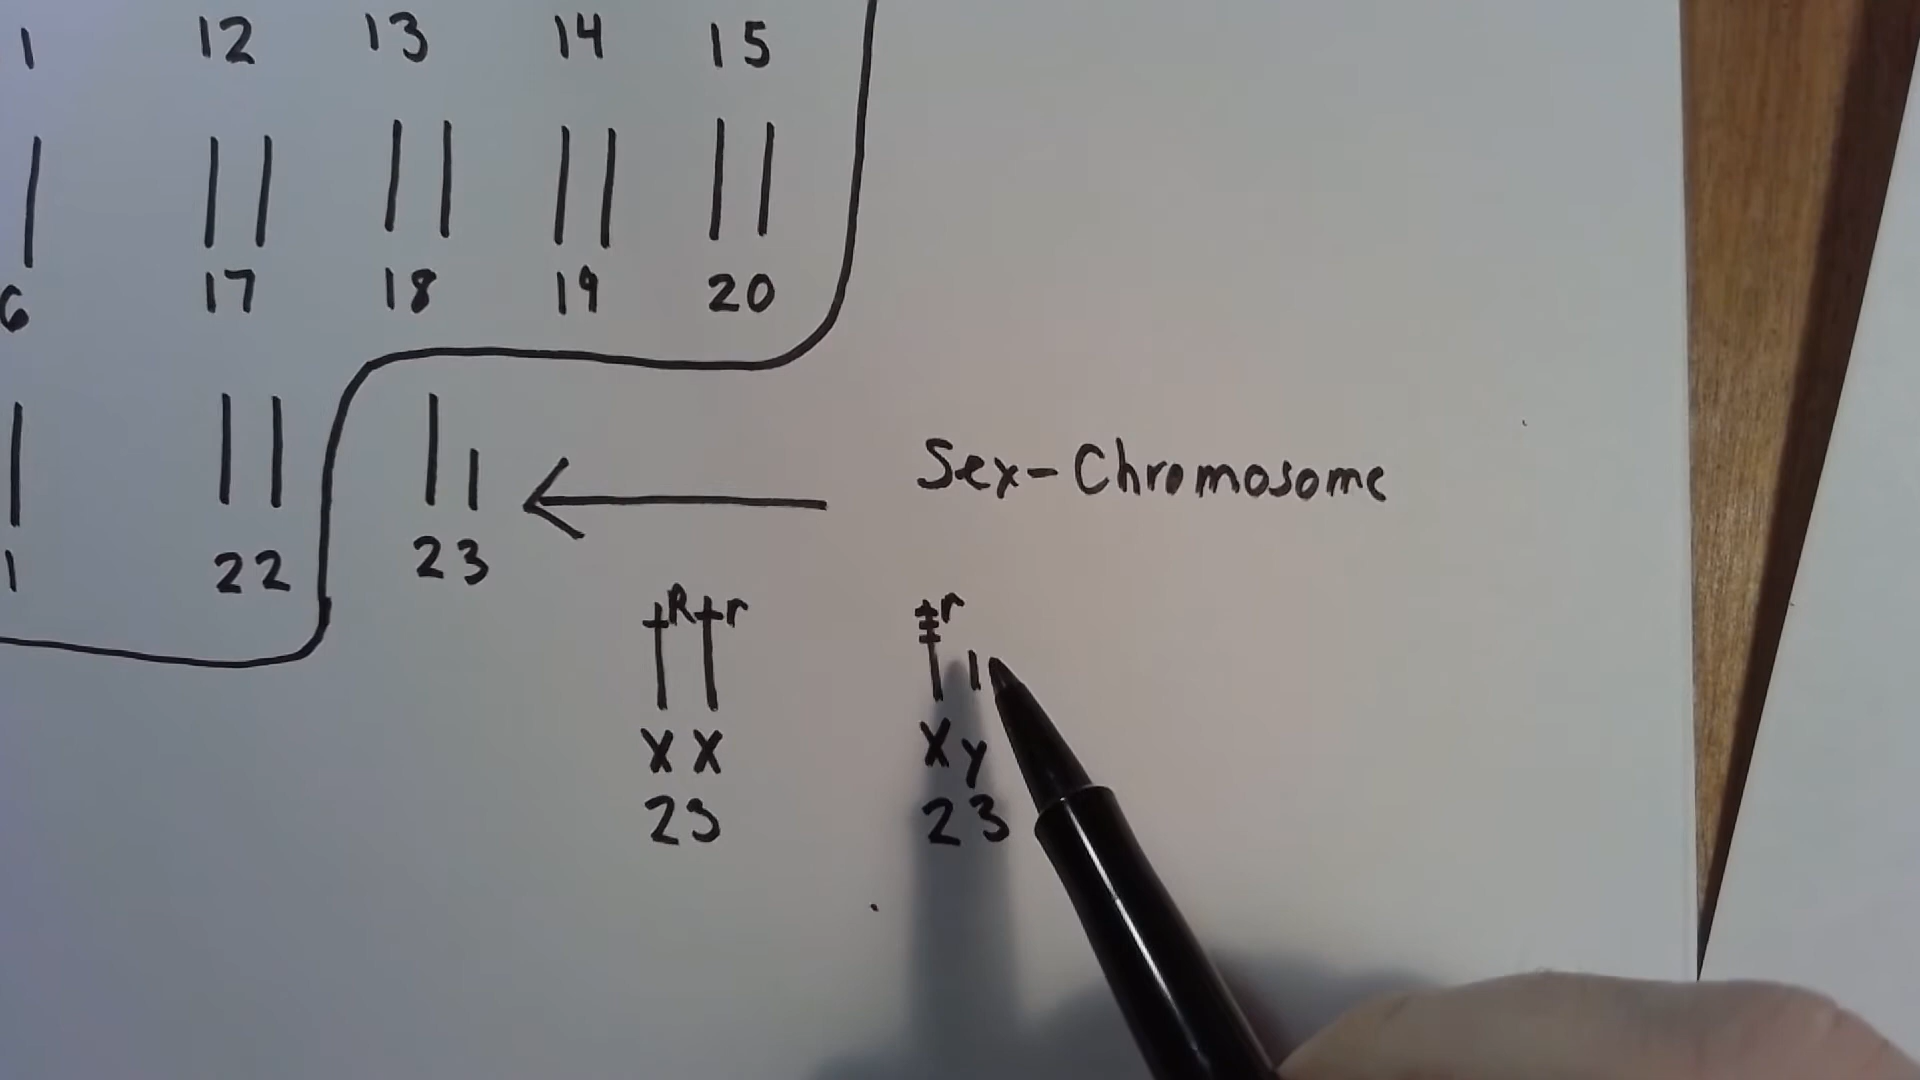 1 12 13 14 15
6 17 18 19 20
Sex-Chromosome
1 22 23
R r r
X X X y
23 23